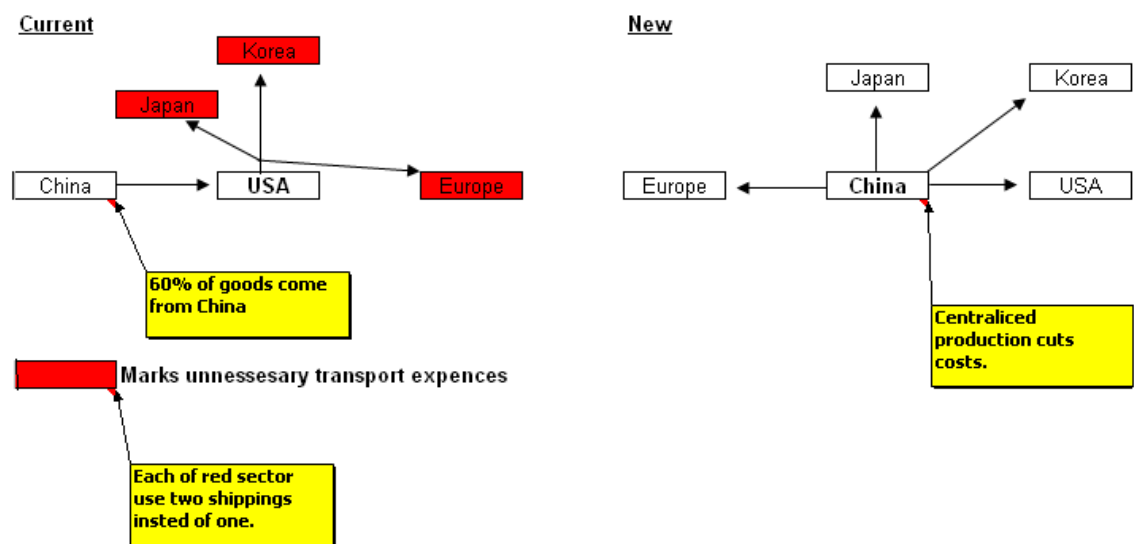 Current
Korea
Japan
China
USA
Europe
60% of goods come
from China
Marks unnessesary transport expences
Each of red sector
use two shippings
insted of one.
New
Japan
Korea
Europe
China
USA
Centraliced
production cuts
costs.